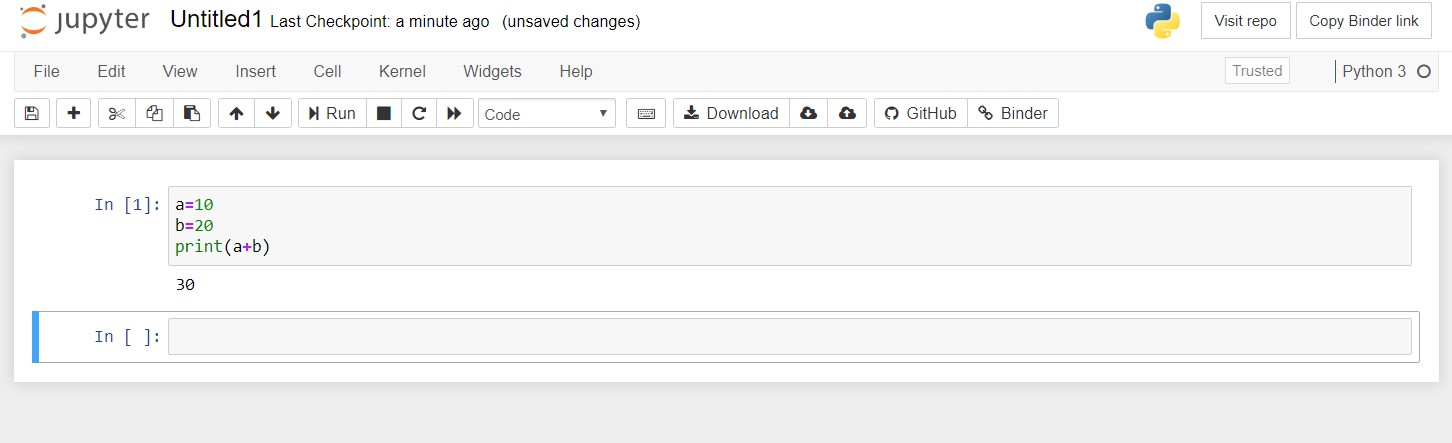 jupyter Untitled1 Last Checkpoint: a minute ago (unsaved changes) Visit repo Copy Binder link
File Edit View Insert Cell Kernel Widgets Help Trusted Python 3
Run Code Download GitHub Binder
In [1]: a=10
b=20
print(a+b)
30
In [ ]: